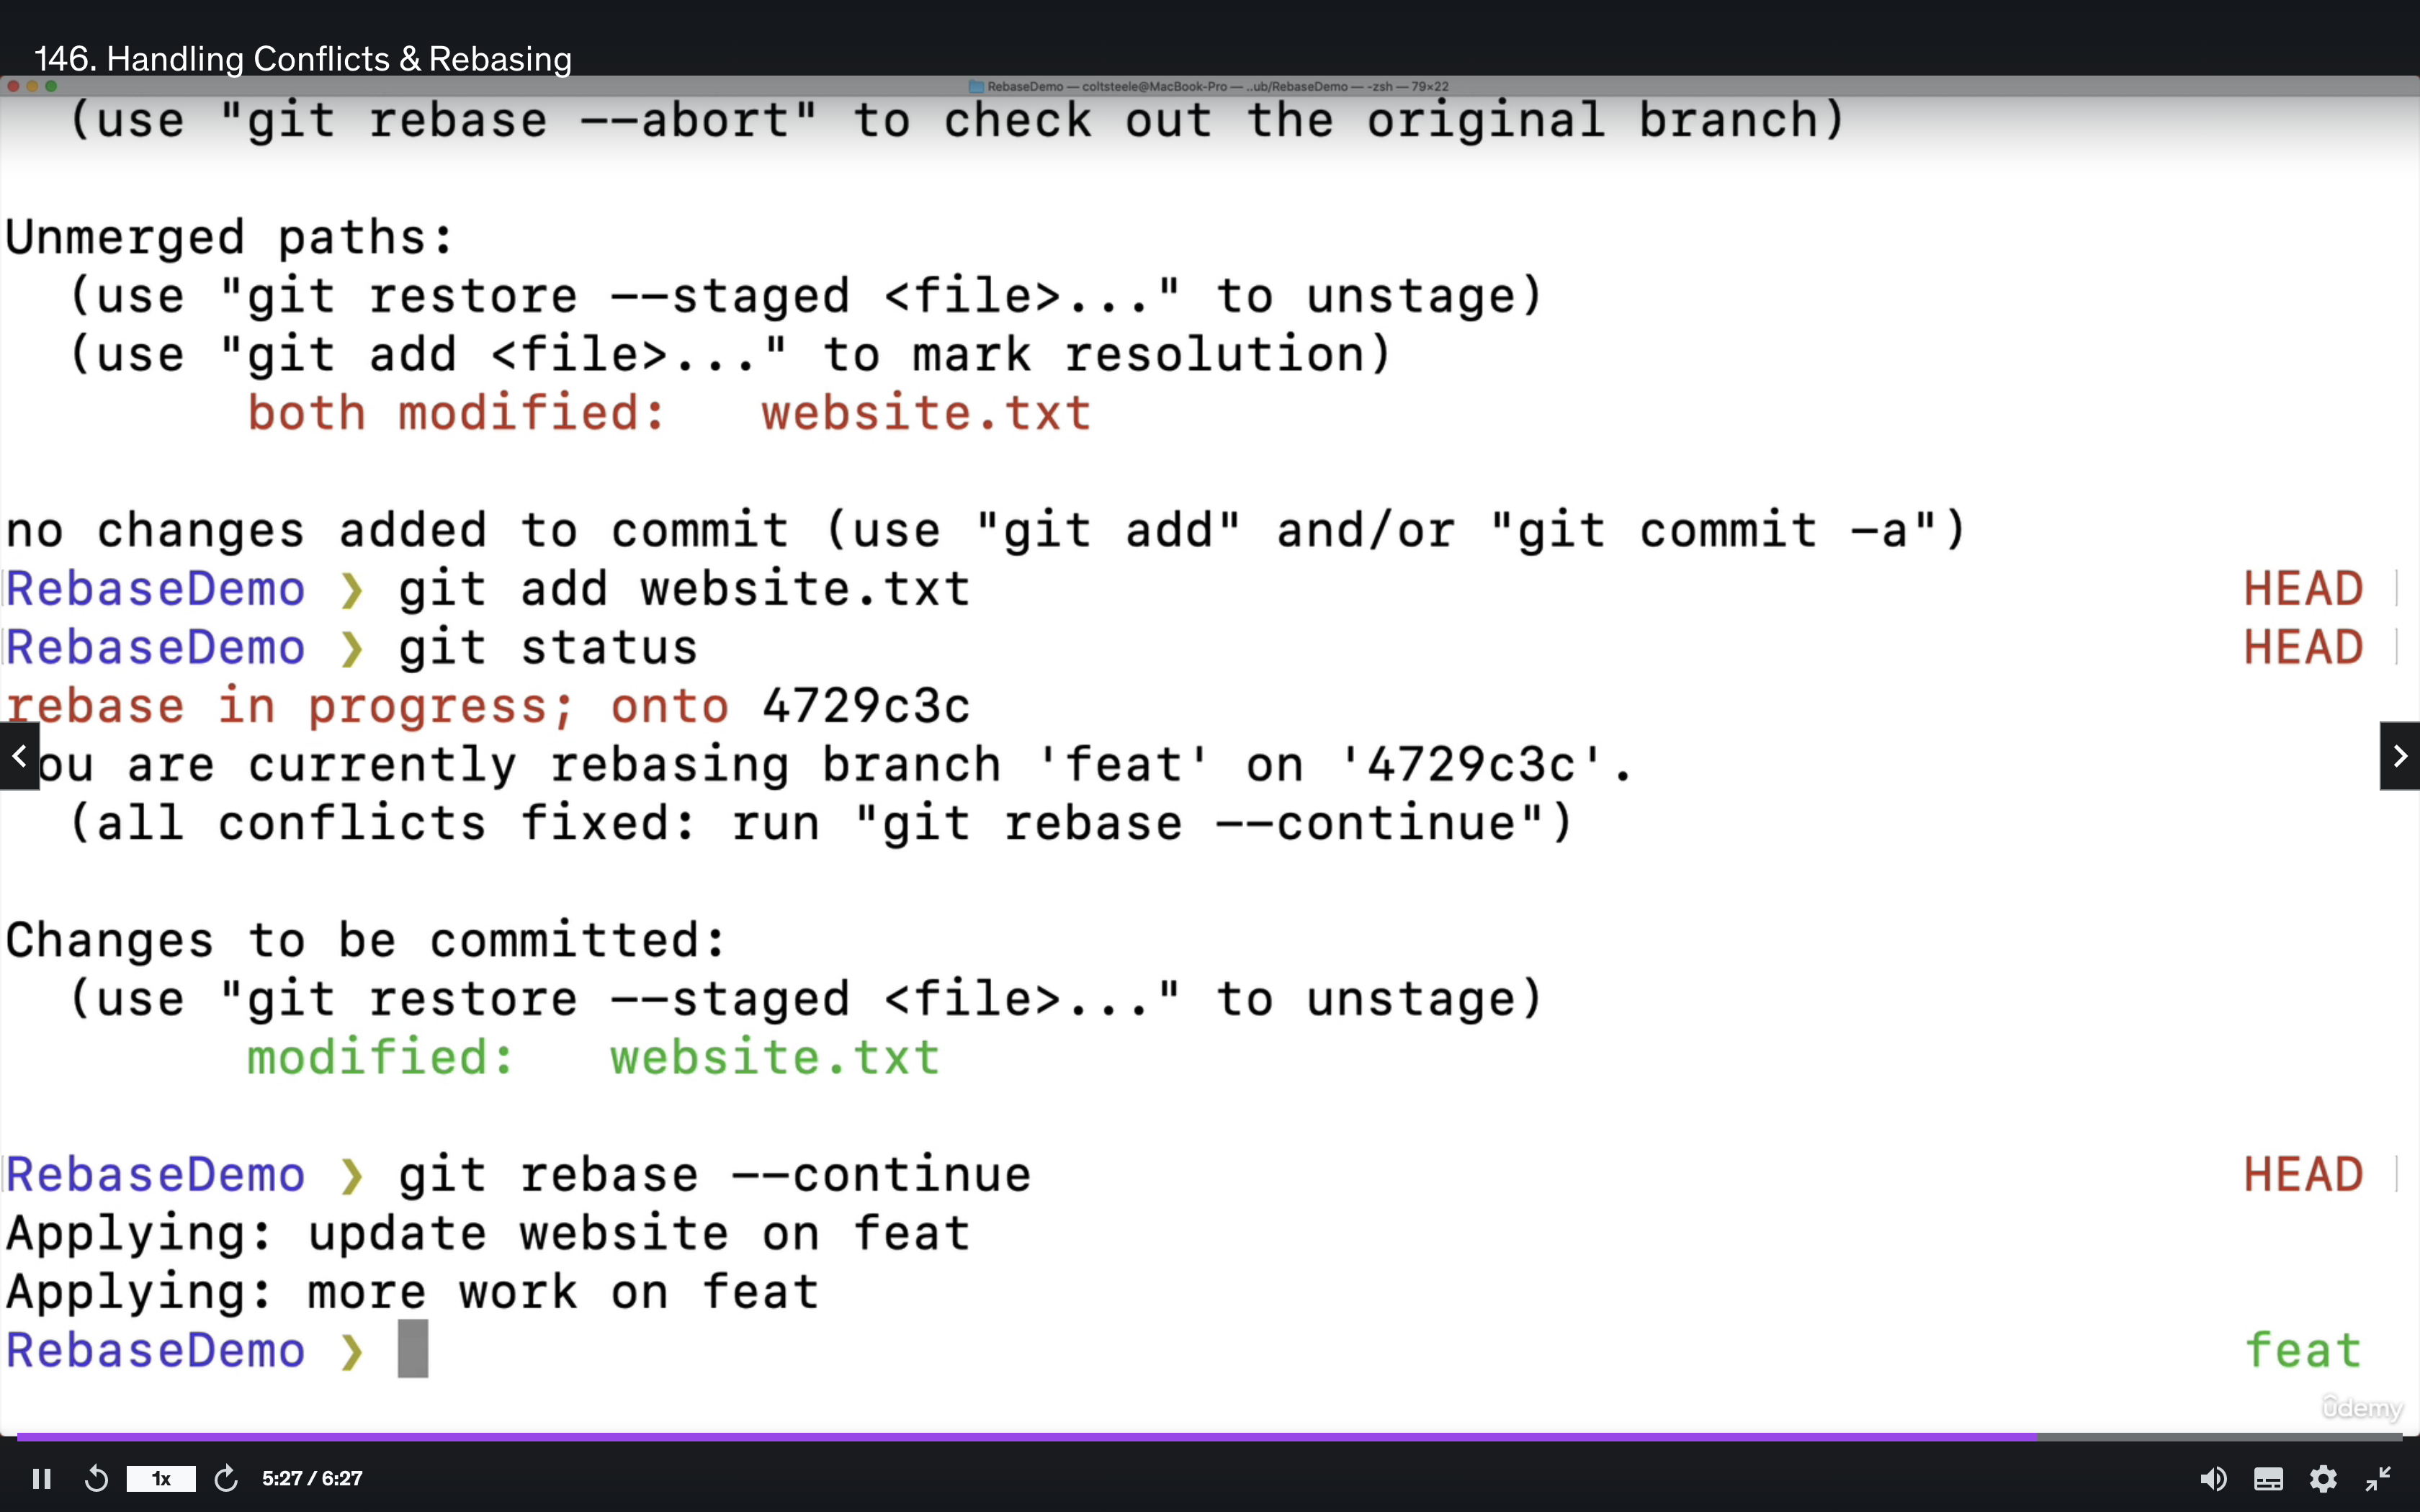 146. Handling Conflicts & Rebasing
RebaseDemo — coltsteele@MacBook-Pro — ..ub/RebaseDemo — -zsh — 79×22
(use "git rebase --abort" to check out the original branch)
Unmerged paths:
(use "git restore --staged <file>..." to unstage)
(use "git add <file>..." to mark resolution)
both modified: website.txt
no changes added to commit (use "git add" and/or "git commit -a")
RebaseDemo ❯ git add website.txt HEAD
RebaseDemo ❯ git status HEAD
rebase in progress; onto 4729c3c
ou are currently rebasing branch 'feat' on '4729c3c'.
(all conflicts fixed: run "git rebase --continue")
Changes to be committed:
(use "git restore --staged <file>..." to unstage)
modified: website.txt
RebaseDemo ❯ git rebase --continue HEAD
Applying: update website on feat
Applying: more work on feat
RebaseDemo ❯ feat
ûdemy
1x 5:27 / 6:27